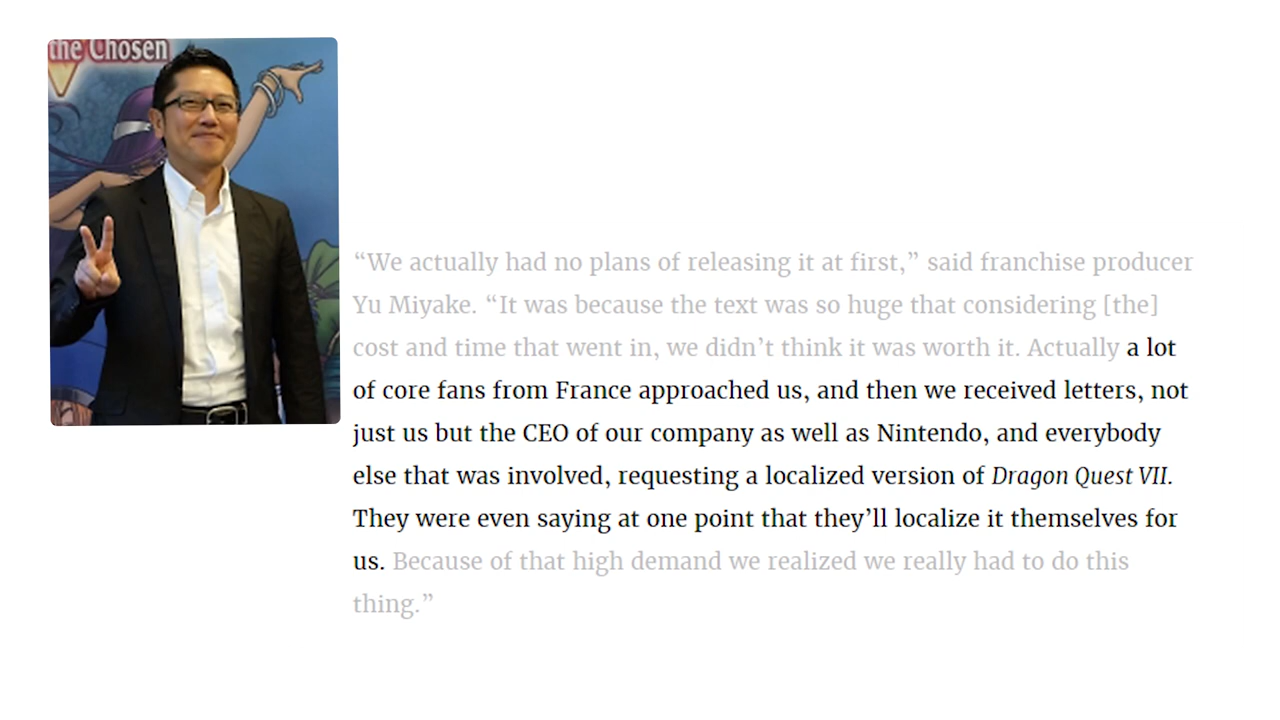 the Chosen
“We actually had no plans of releasing it at first,” said franchise producer
Yu Miyake. “It was because the text was so huge that considering [the]
cost and time that went in, we didn’t think it was worth it. Actually a lot
of core fans from France approached us, and then we received letters, not
just us but the CEO of our company as well as Nintendo, and everybody
else that was involved, requesting a localized version of Dragon Quest VII.
They were even saying at one point that they’ll localize it themselves for
us. Because of that high demand we realized we really had to do this
thing.”